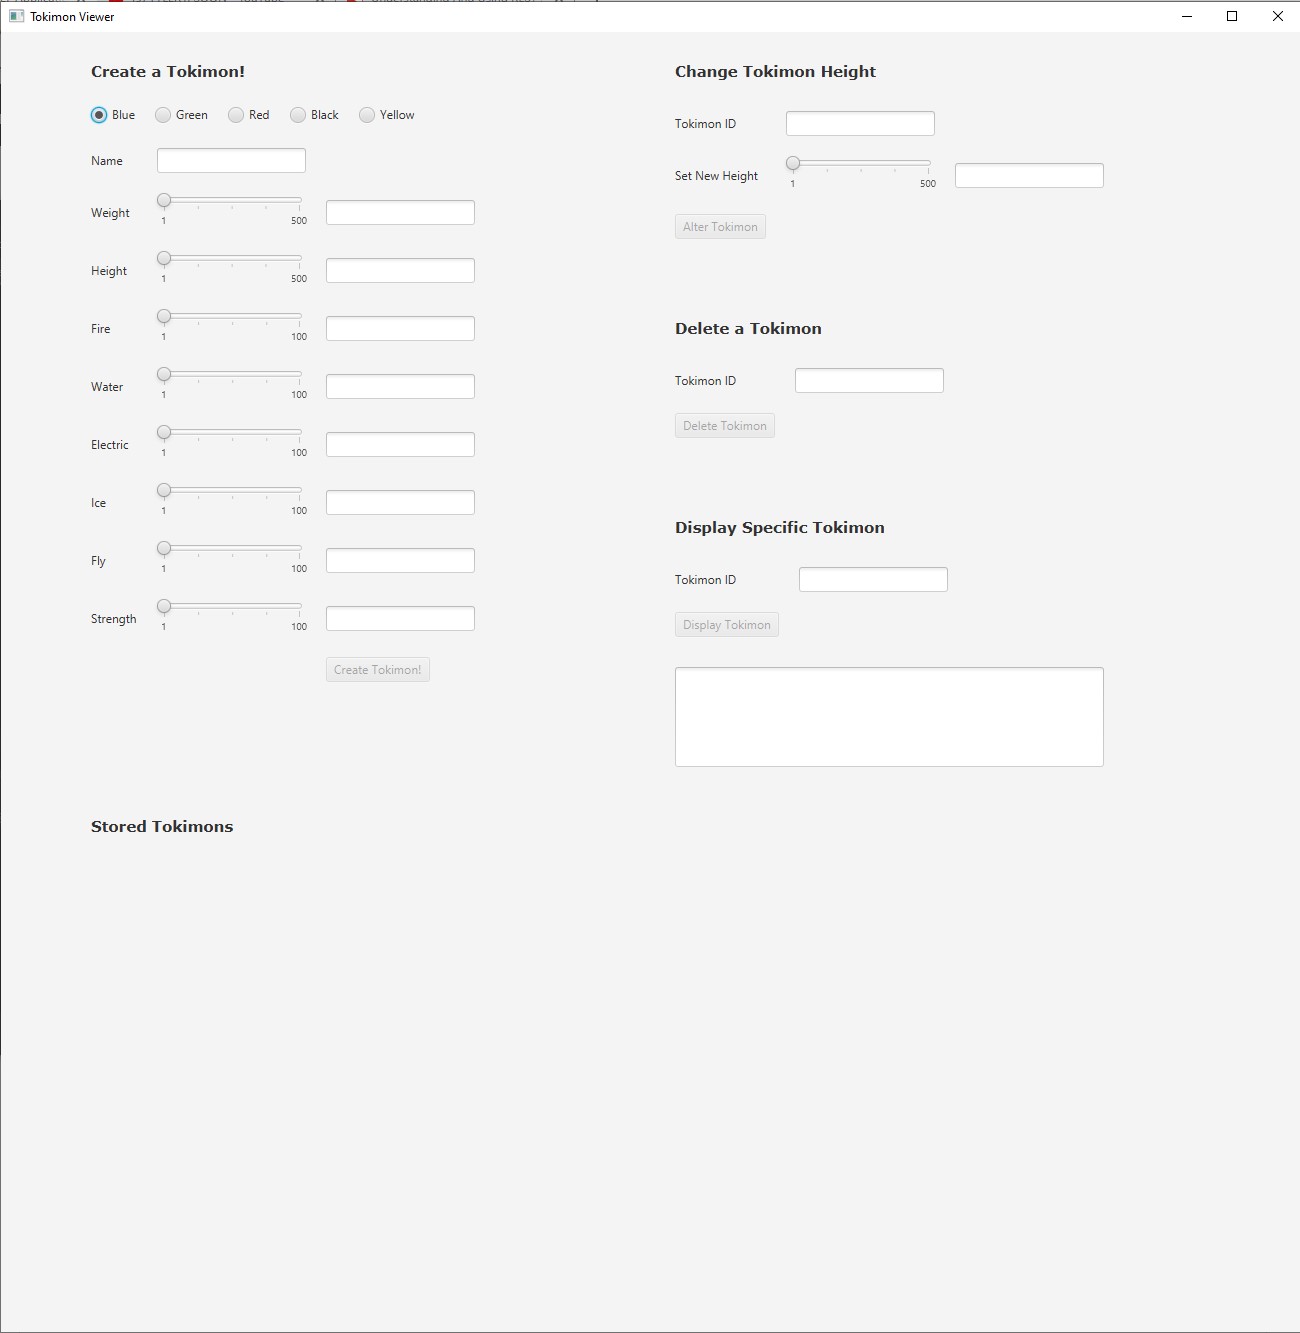 Tokimon Viewer
Create a Tokimon!
Blue Green Red Black Yellow
Name
Weight
1 500
Height
1 500
Fire
1 100
Water
1 100
Electric
1 100
Ice
1 100
Fly
1 100
Strength
1 100
Create Tokimon!
Change Tokimon Height
Tokimon ID
Set New Height
1 500
Alter Tokimon
Delete a Tokimon
Tokimon ID
Delete Tokimon
Display Specific Tokimon
Tokimon ID
Display Tokimon
Stored Tokimons